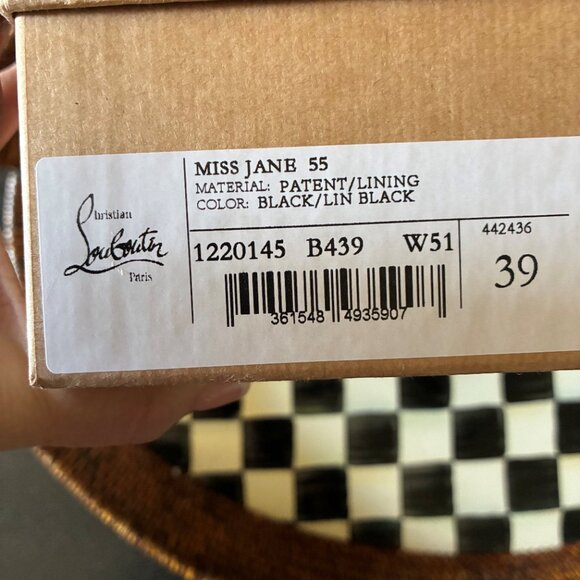 Christian
Louboutin
Paris
MISS JANE 55
MATERIAL: PATENT/LINING
COLOR: BLACK/LIN BLACK
1220145 B439 W51
442436
39
361548 4935907